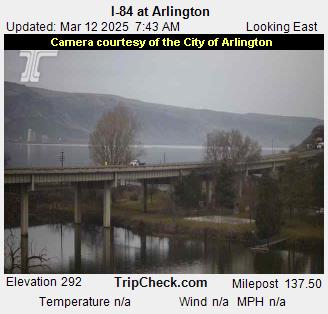 I-84 at Arlington
Updated: Mar 12 2025 7:43 AM Looking East
Camera courtesy of the City of Arlington
Elevation 292 TripCheck.com Milepost 137.50
Temperature n/a Wind n/a MPH n/a